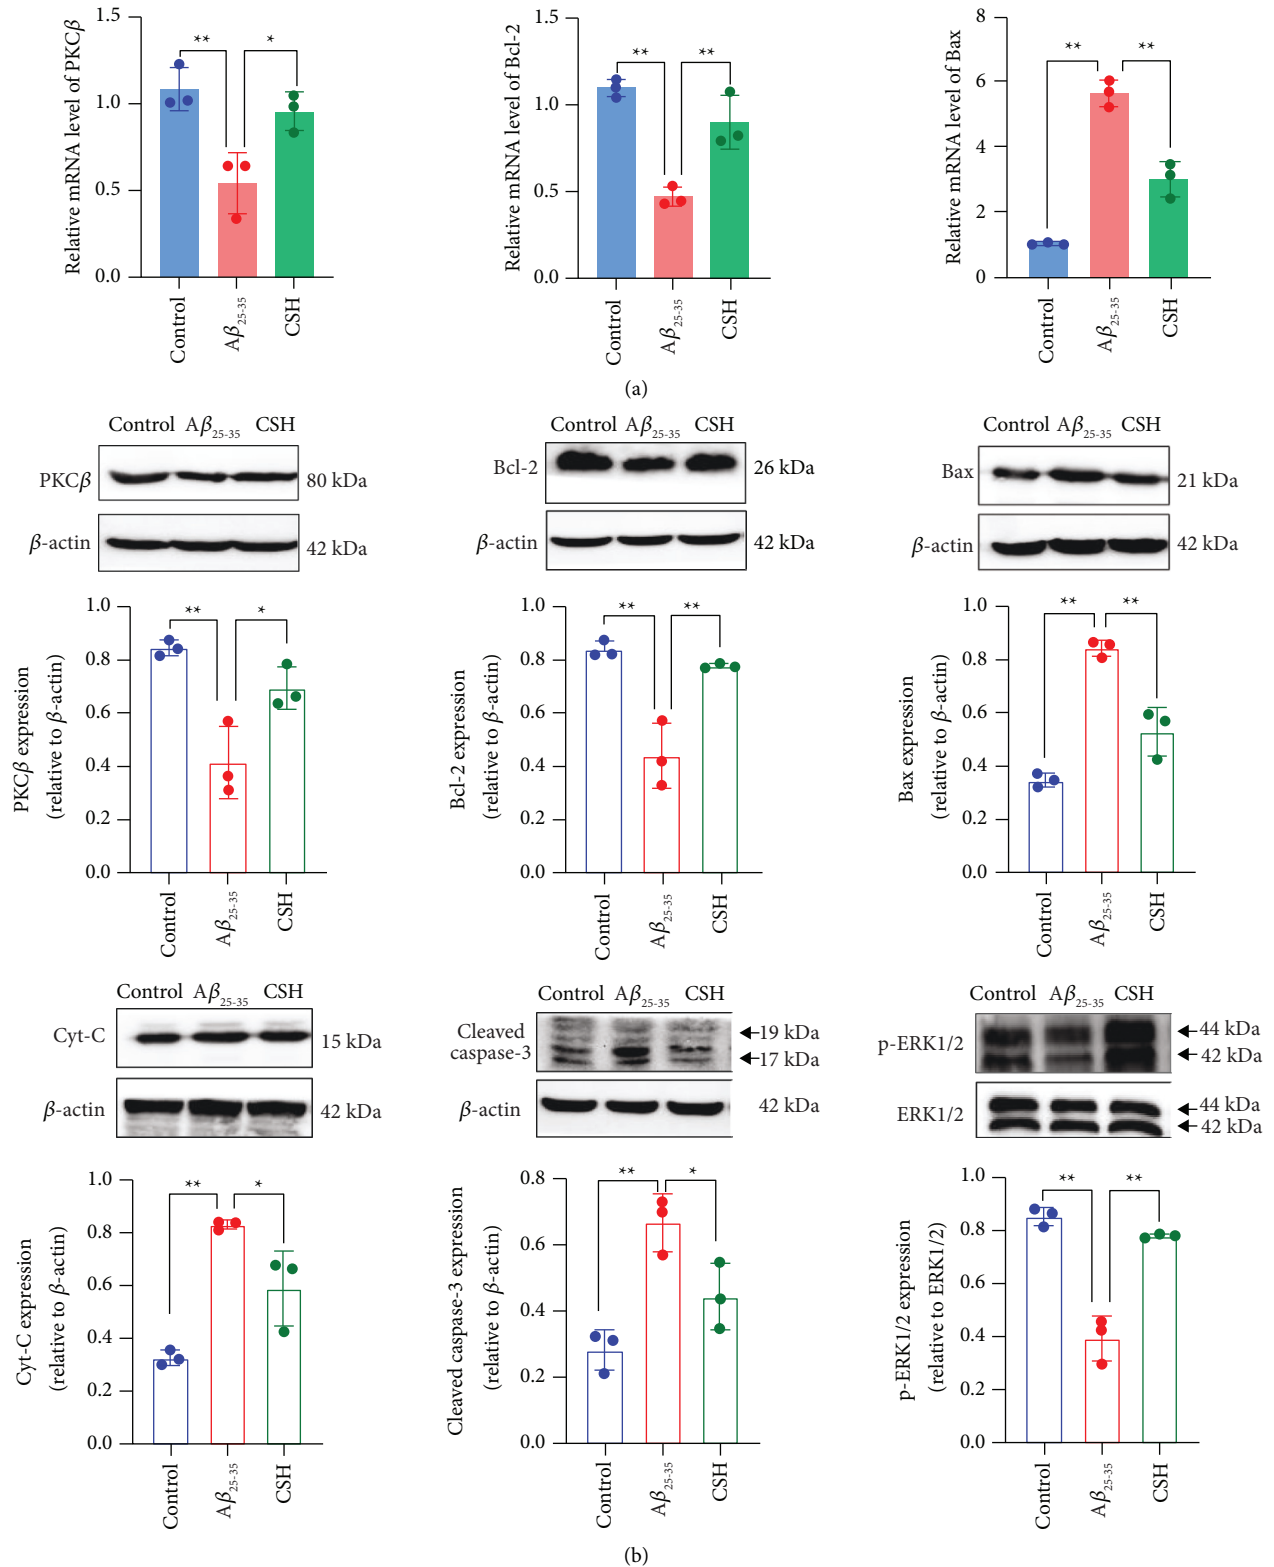 Relative mRNA level of PKCβ
1.5
1.0
0.5
0.0
** *
Control
Aβ25-35
CSH
Relative mRNA level of Bcl-2
1.5
1.0
0.5
0.0
** **
Control
Aβ25-35
CSH
Relative mRNA level of Bax
8
6
4
2
0
** **
Control
Aβ25-35
CSH
(a)
Control Aβ25-35 CSH
PKCβ 80 kDa
β-actin 42 kDa
Control Aβ25-35 CSH
Bcl-2 26 kDa
β-actin 42 kDa
Control Aβ25-35 CSH
Bax 21 kDa
β-actin 42 kDa
PKCβ expression
(relative to β-actin)
1.0
0.8
0.6
0.4
0.2
0.0
** *
Control
Aβ25-35
CSH
Bcl-2 expression
(relative to β-actin)
1.0
0.8
0.6
0.4
0.2
0.0
** **
Control
Aβ25-35
CSH
Bax expression
(relative to β-actin)
1.0
0.8
0.6
0.4
0.2
0.0
** **
Control
Aβ25-35
CSH
Control Aβ25-35 CSH
Cyt-C 15 kDa
β-actin 42 kDa
Control Aβ25-35 CSH
Cleaved
caspase-3
19 kDa
17 kDa
β-actin 42 kDa
Control Aβ25-35 CSH
p-ERK1/2
44 kDa
42 kDa
ERK1/2
44 kDa
42 kDa
Cyt-C expression
(relative to β-actin)
1.0
0.8
0.6
0.4
0.2
0.0
** *
Control
Aβ25-35
CSH
Cleaved caspase-3 expression
(relative to β-actin)
0.8
0.6
0.4
0.2
0.0
** *
Control
Aβ25-35
CSH
p-ERK1/2 expression
(relative to ERK1/2)
1.0
0.8
0.6
0.4
0.2
0.0
** **
Control
Aβ25-35
CSH
(b)